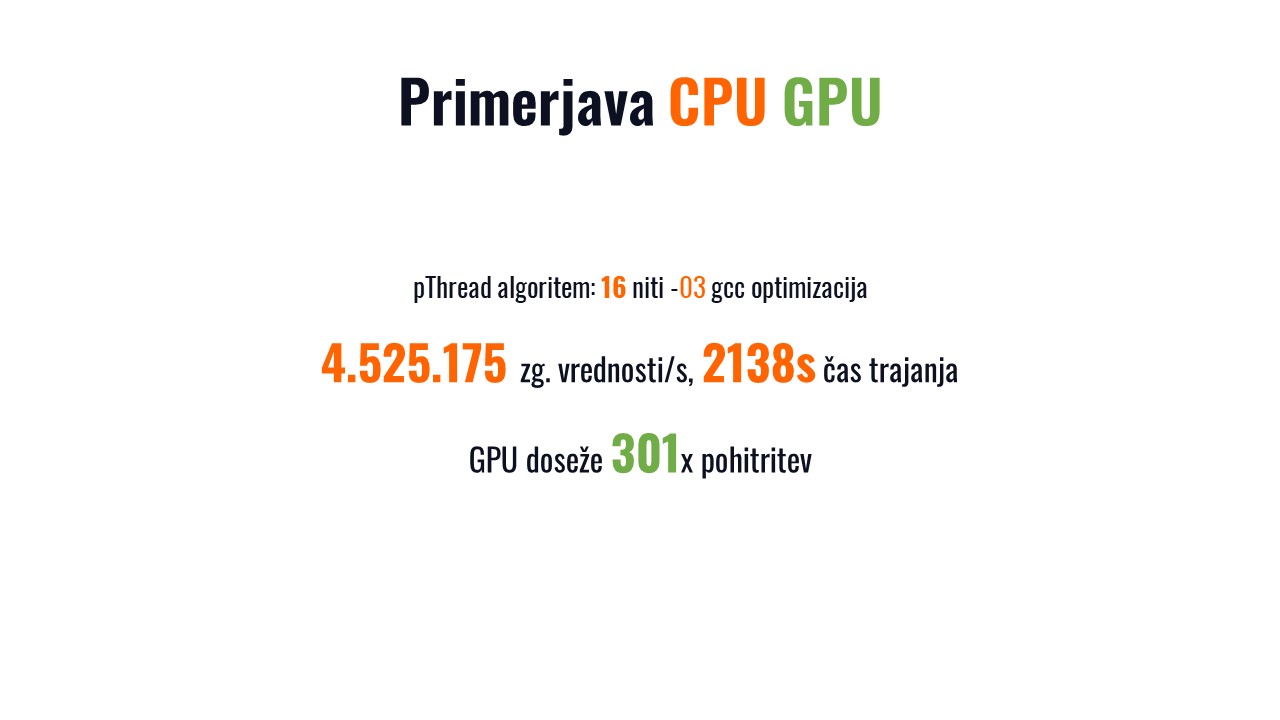 Primerjava CPU GPU
pThread algoritem: 16 niti -03 gcc optimizacija
4.525.175 zg. vrednosti/s, 2138s čas trajanja
GPU doseže 301x pohitritev